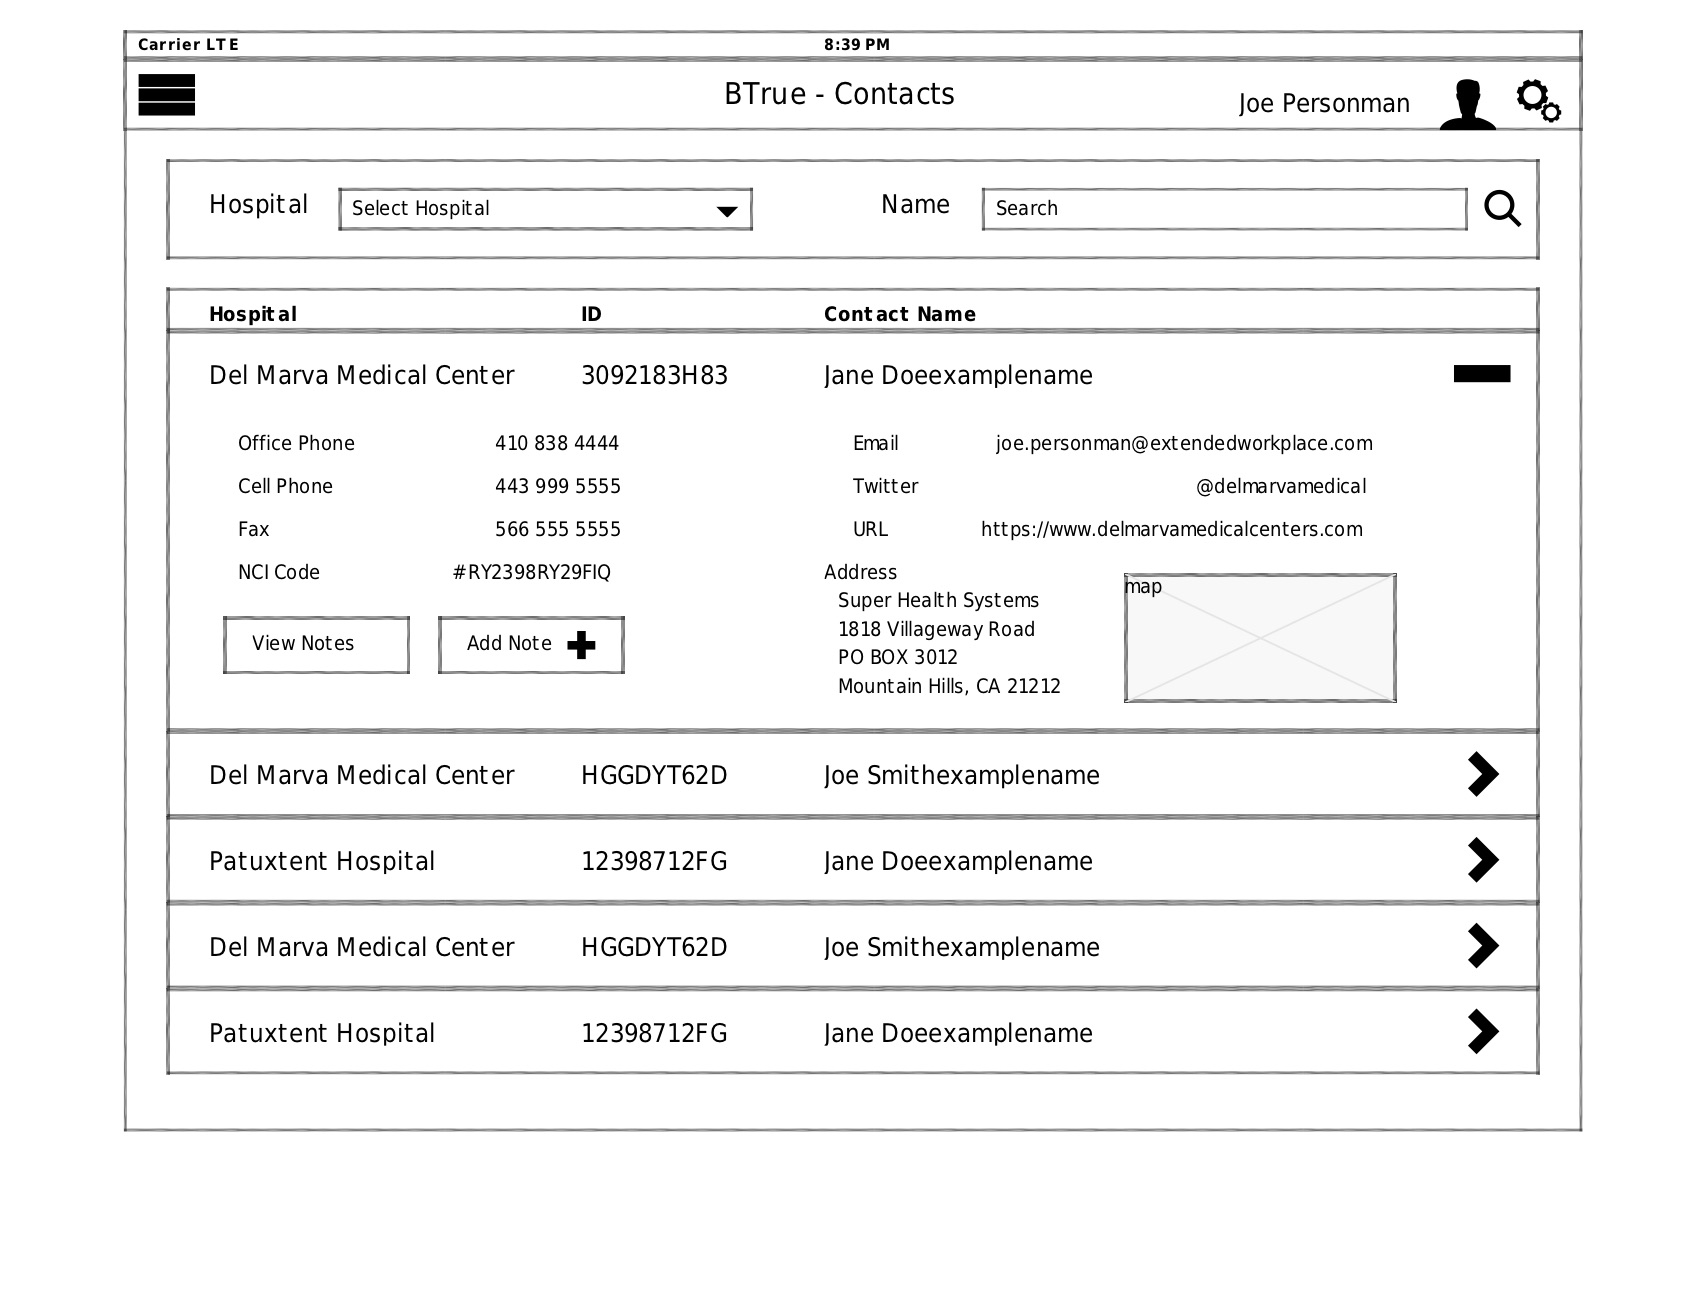 Carrier LTE 8:39 PM
BTrue - Contacts Joe Personman
Hospital Select Hospital Name Search
Hospital ID Contact Name
Del Marva Medical Center 3092183H83 Jane Doeexamplename
Office Phone 410 838 4444 Email joe.personman@extendedworkplace.com
Cell Phone 443 999 5555 Twitter @delmarvamedical
Fax 566 555 5555 URL https://www.delmarvamedicalcenters.com
NCI Code #RY2398RY29FIQ Address
map
Super Health Systems
1818 Villageway Road
View Notes Add Note
PO BOX 3012
Mountain Hills, CA 21212
Del Marva Medical Center HGGDYT62D Joe Smithexamplename
Patuxtent Hospital 12398712FG Jane Doeexamplename
Del Marva Medical Center HGGDYT62D Joe Smithexamplename
Patuxtent Hospital 12398712FG Jane Doeexamplename